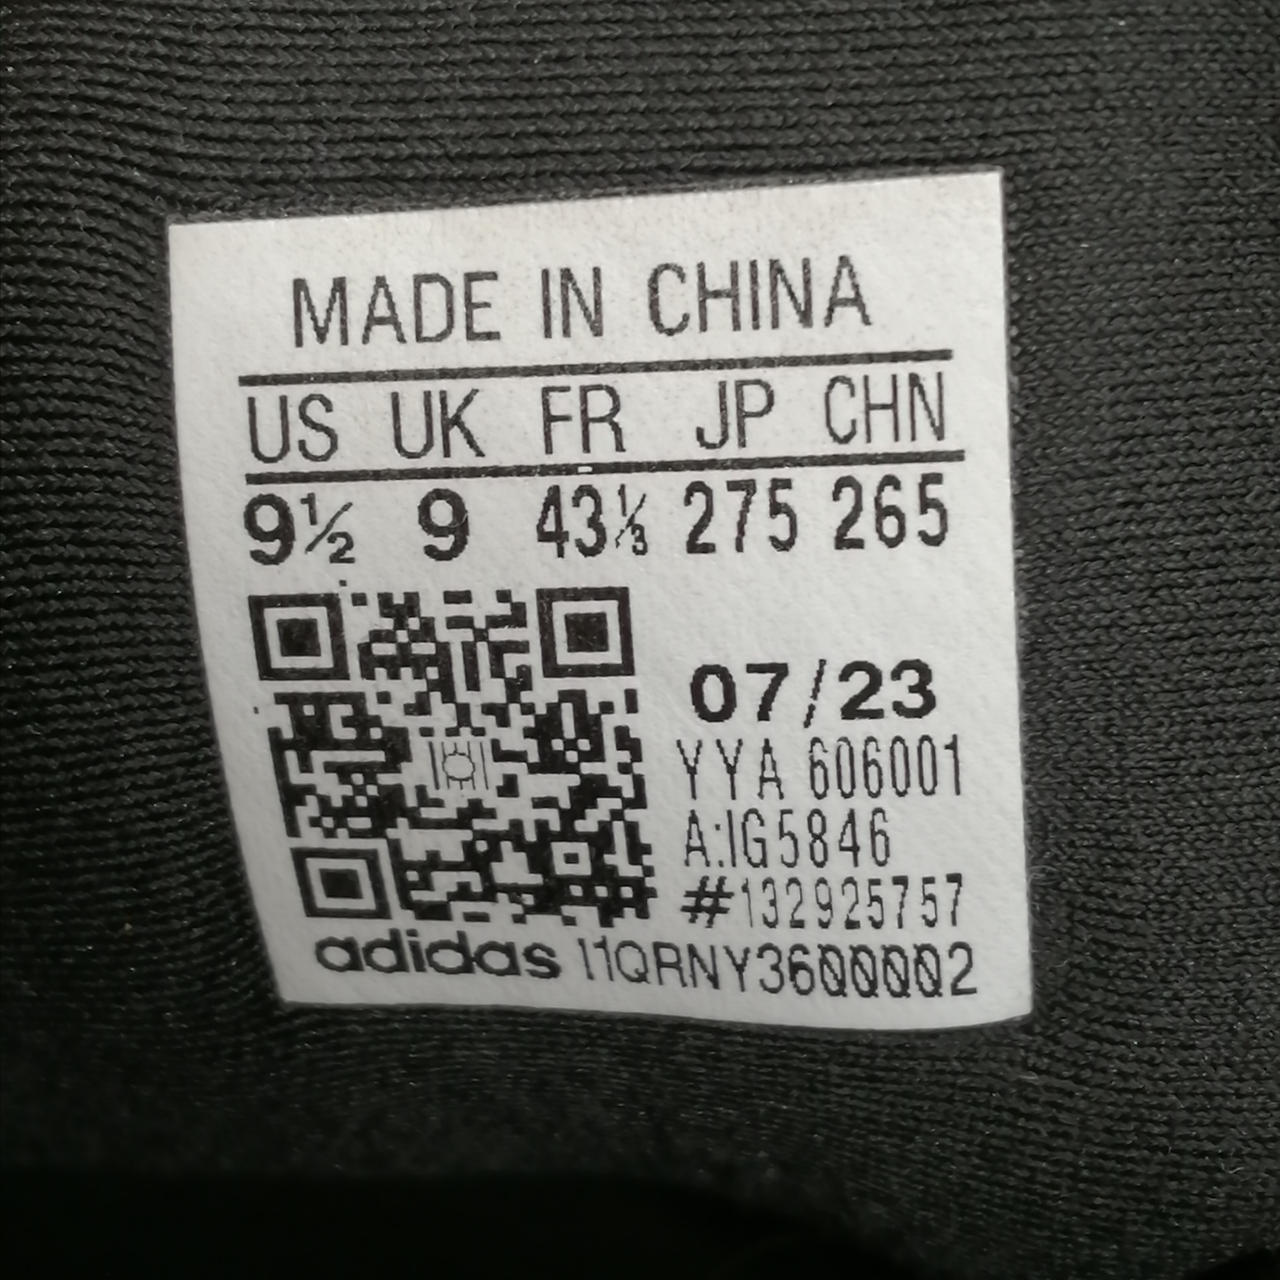 MADE IN CHINA
US UK FR JP CHN
9½ 9 43⅓ 275 265
07/23
YYA 606001
A:IG5846
#132925757
adidas 11QRNY3600002